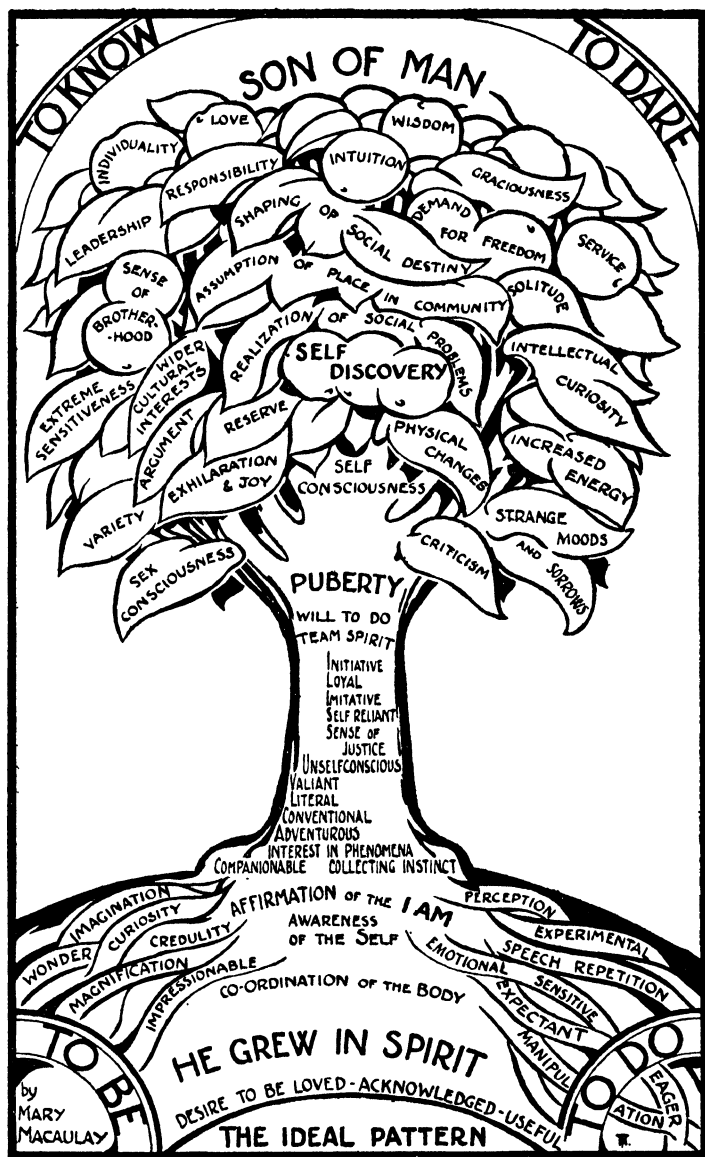 TO KNOW
TO DARE
SON OF MAN
LOVE
WISDOM
INDIVIDUALITY
INTUITION
RESPONSIBILITY
GRACIOUSNESS
LEADERSHIP
SHAPING OF SOCIAL DESTINY
DEMAND
FOR FREEDOM
SERVICE
SENSE
OF
BROTHER-
-HOOD
ASSUMPTION OF PLACE IN COMMUNITY
SOLITUDE
REALIZATION OF SOCIAL PROBLEMS
WIDER
CULTURAL
INTERESTS
SELF
DISCOVERY
INTELLECTUAL
CURIOSITY
EXTREME
SENSITIVENESS
ARGUMENT
RESERVE
PHYSICAL
CHANGES
INCREASED
ENERGY
EXHILARATION
& JOY
SELF
CONSCIOUSNESS
VARIETY
STRANGE
MOODS
AND SORROWS
SEX
CONSCIOUSNESS
CRITICISM
PUBERTY
WILL TO DO
TEAM SPIRIT
INITIATIVE
LOYAL
IMITATIVE
SELF RELIANT
SENSE OF
JUSTICE
UNSELFCONSCIOUS
VALIANT
LITERAL
CONVENTIONAL
ADVENTUROUS
INTEREST IN PHENOMENA
COMPANIONABLE COLLECTING INSTINCT
AFFIRMATION OF THE I AM
AWARENESS
OF THE SELF
CO-ORDINATION OF THE BODY
IMAGINATION
CURIOSITY
WONDER
CREDULITY
MAGNIFICATION
IMPRESSIONABLE
PERCEPTION
EXPERIMENTAL
SPEECH REPETITION
EMOTIONAL
SENSITIVE
EXPECTANT
MANIPULATION
EAGER
HE GREW IN SPIRIT
DESIRE TO BE LOVED-ACKNOWLEDGED-USEFUL
THE IDEAL PATTERN
TO BE
TO DO
by
MARY
MACAULAY